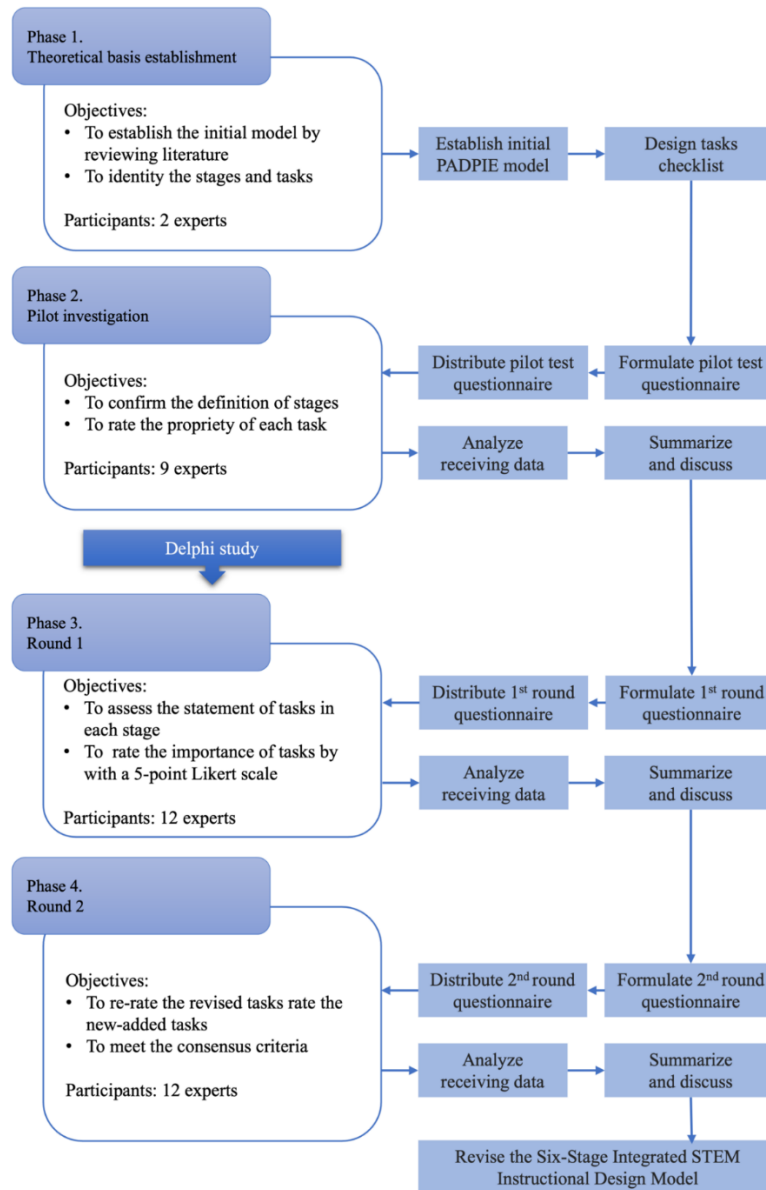 Phase 1.
Theoretical basis establishment
Objectives:
• To establish the initial model by
reviewing literature
• To identity the stages and tasks
Participants: 2 experts
Establish initial
PADPIE model
Design tasks
checklist
Phase 2.
Pilot investigation
Objectives:
• To confirm the definition of stages
• To rate the propriety of each task
Participants: 9 experts
Distribute pilot test
questionnaire
Formulate pilot test
questionnaire
Analyze
receiving data
Summarize
and discuss
Delphi study
Phase 3.
Round 1
Objectives:
• To assess the statement of tasks in
each stage
• To rate the importance of tasks by
with a 5-point Likert scale
Participants: 12 experts
Distribute 1st round
questionnaire
Formulate 1st round
questionnaire
Analyze
receiving data
Summarize
and discuss
Phase 4.
Round 2
Objectives:
• To re-rate the revised tasks rate the
new-added tasks
• To meet the consensus criteria
Participants: 12 experts
Distribute 2nd round
questionnaire
Formulate 2nd round
questionnaire
Analyze
receiving data
Summarize
and discuss
Revise the Six-Stage Integrated STEM
Instructional Design Model